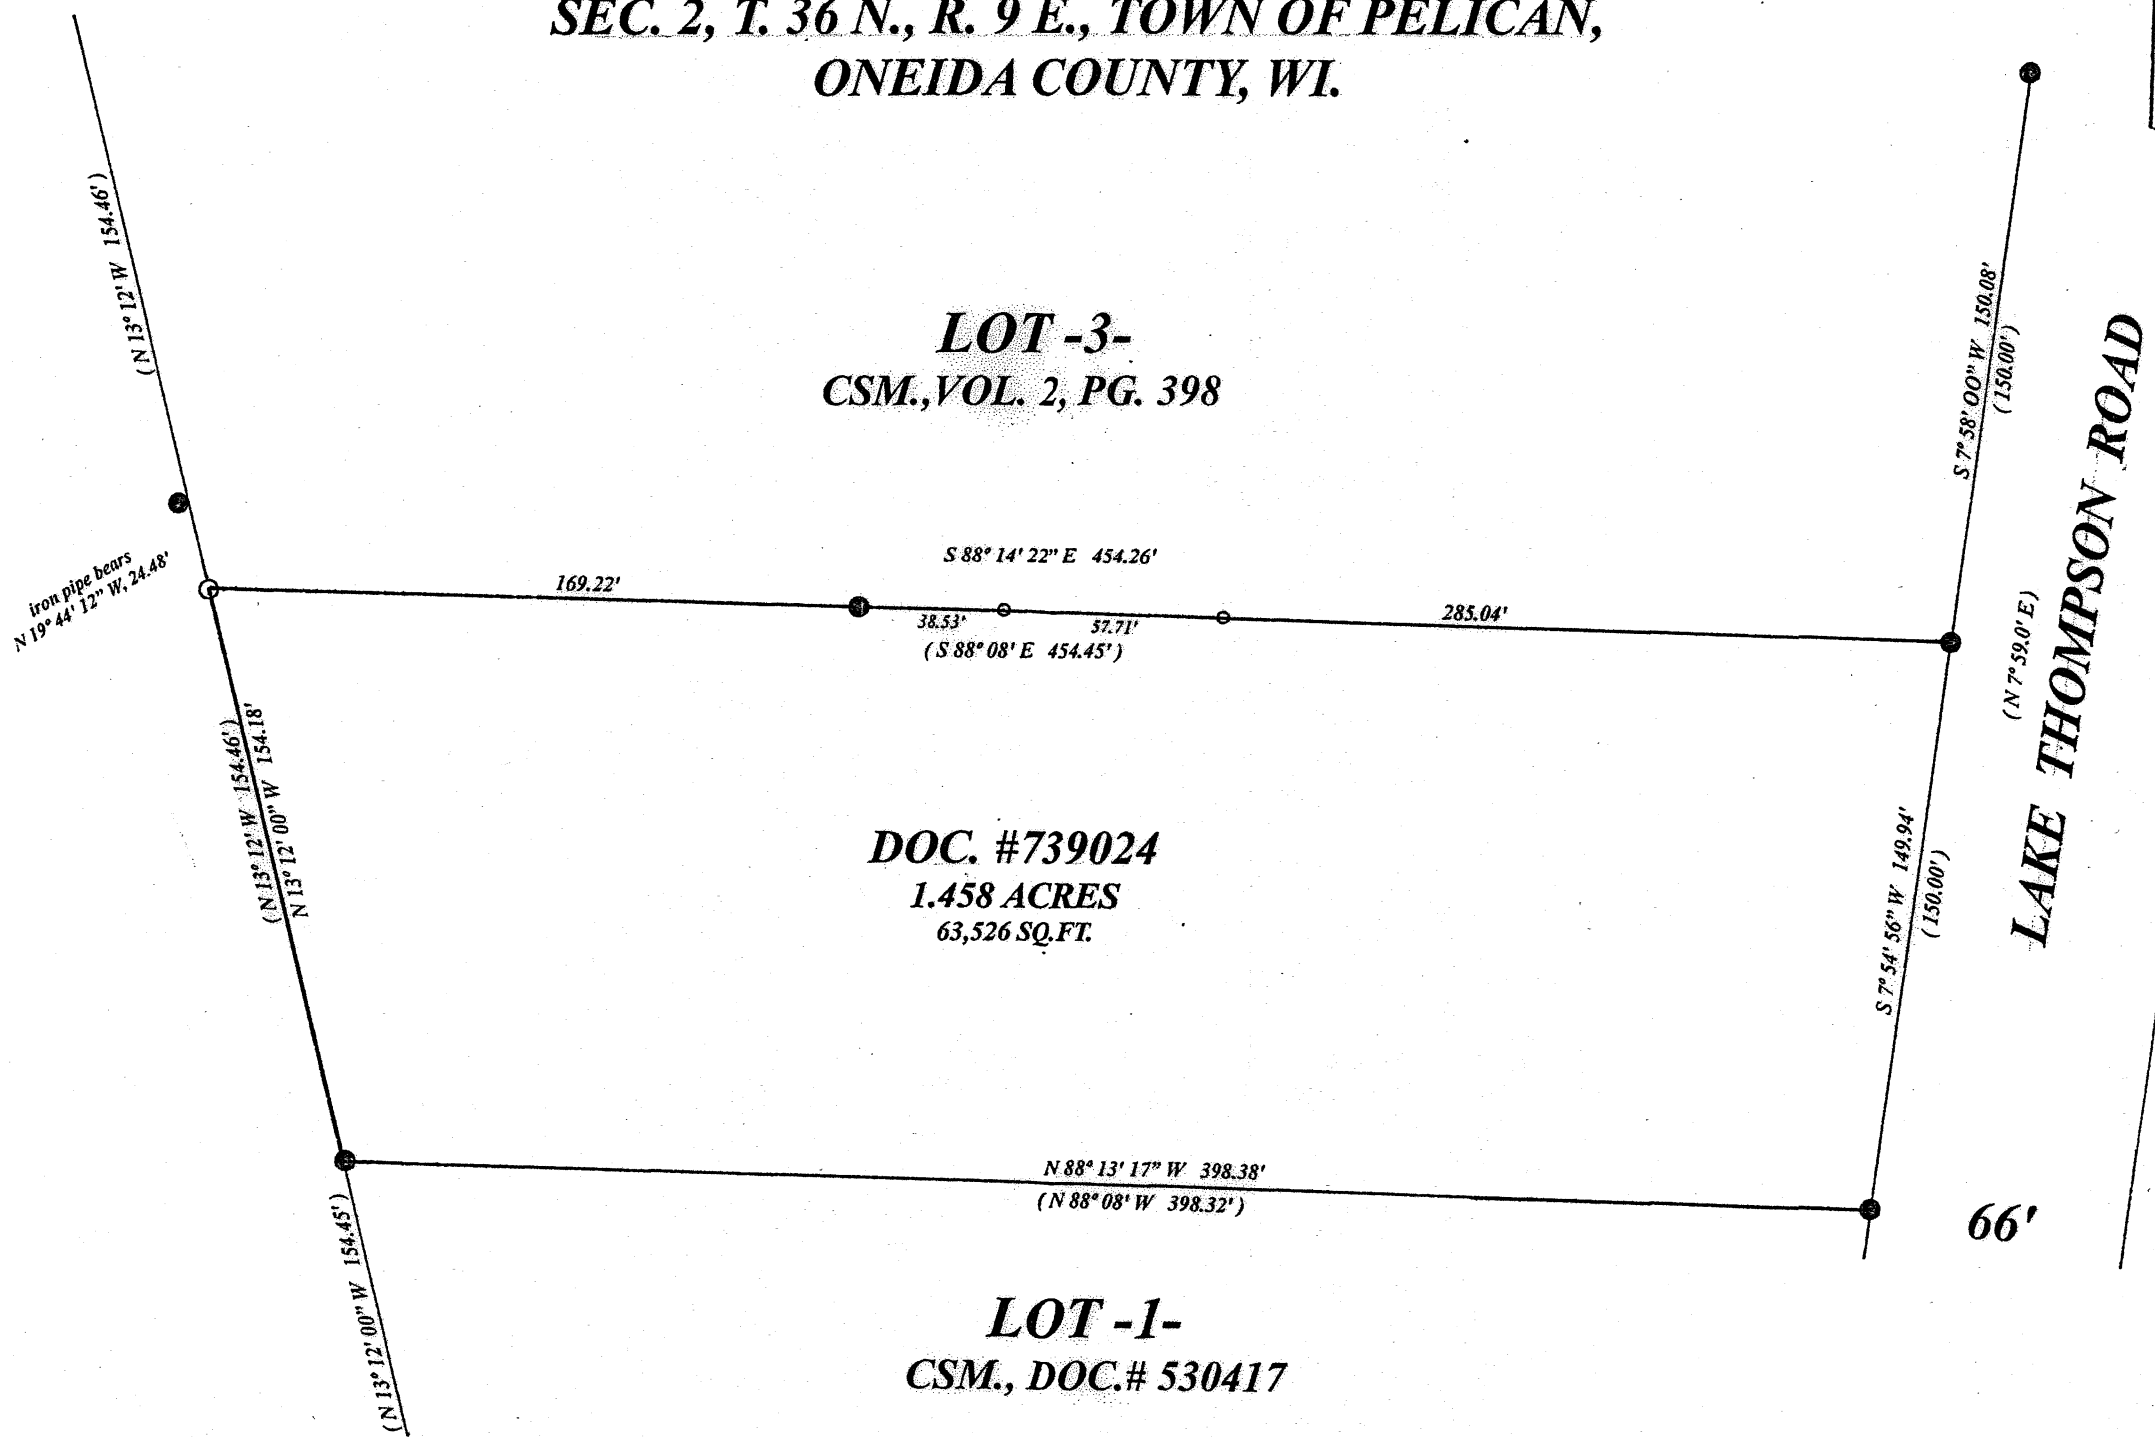 SEC. 2, T. 36 N., R. 9 E., TOWN OF PELICAN,
ONEIDA COUNTY, WI.
( N 13° 12' W 154.46' )
S 7° 58' OO" W 150.08'
( 150.00' )
LOT -3-
CSM.,VOL. 2, PG. 398
LAKE THOMPSON ROAD
iron pipe bears
N 19° 44' 12" W, 24.48'
S 88° 14' 22" E 454.26'
169.22'
38.53'
57.71'
285.04'
( S 88° 08' E 454.45' )
( N 7° 59.0' E )
( N 13° 12' W 154.46' )
N 13° 12' 00" W 154.18'
DOC. #739024
1.458 ACRES
63,526 SQ.FT.
S 7° 54' 56" W 149.94'
( 150.00' )
N 88° 13' 17" W 398.38'
( N 88° 08' W 398.32' )
66'
( N 13° 12' 00" W 154.45' )
LOT -1-
CSM., DOC.# 530417